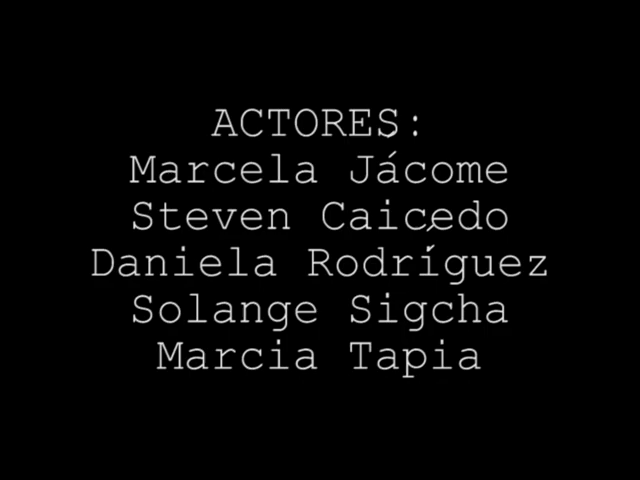 ACTORES:
Marcela Jácome
Steven Caicedo
Daniela Rodríguez
Solange Sigcha
Marcia Tapia